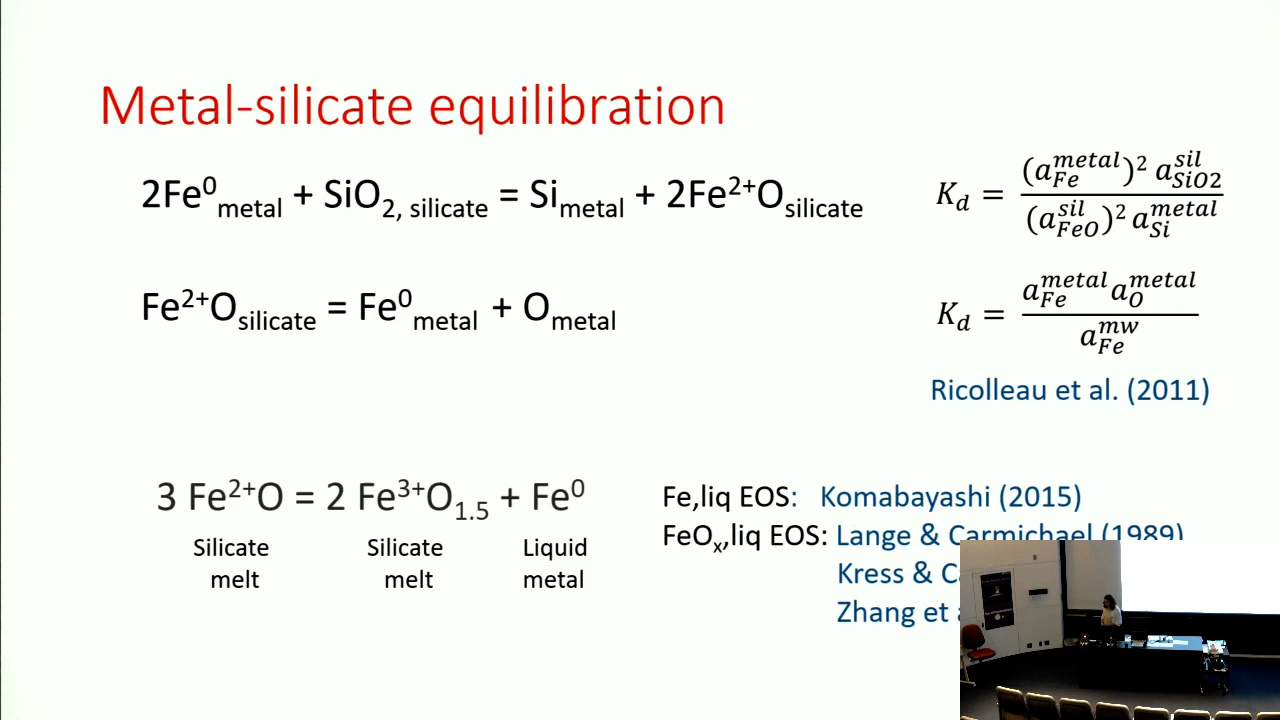 Metal-silicate equilibration
2Fe⁰metal + SiO₂, silicate = Simetal + 2Fe²⁺Osilicate
K_d = (a_Fe^metal)² a_SiO2^sil / (a_FeO^sil)² a_Si^metal
Fe²⁺Osilicate = Fe⁰metal + Ometal
K_d = a_Fe^metal a_O^metal / a_Fe^mw
Ricolleau et al. (2011)
3 Fe²⁺O = 2 Fe³⁺O₁.₅ + Fe⁰
Silicate melt
Silicate melt
Liquid metal
Fe,liq EOS: Komabayashi (2015)
FeOₓ,liq EOS: Lange & Carmichael (1989)
Kress &
Zhang et